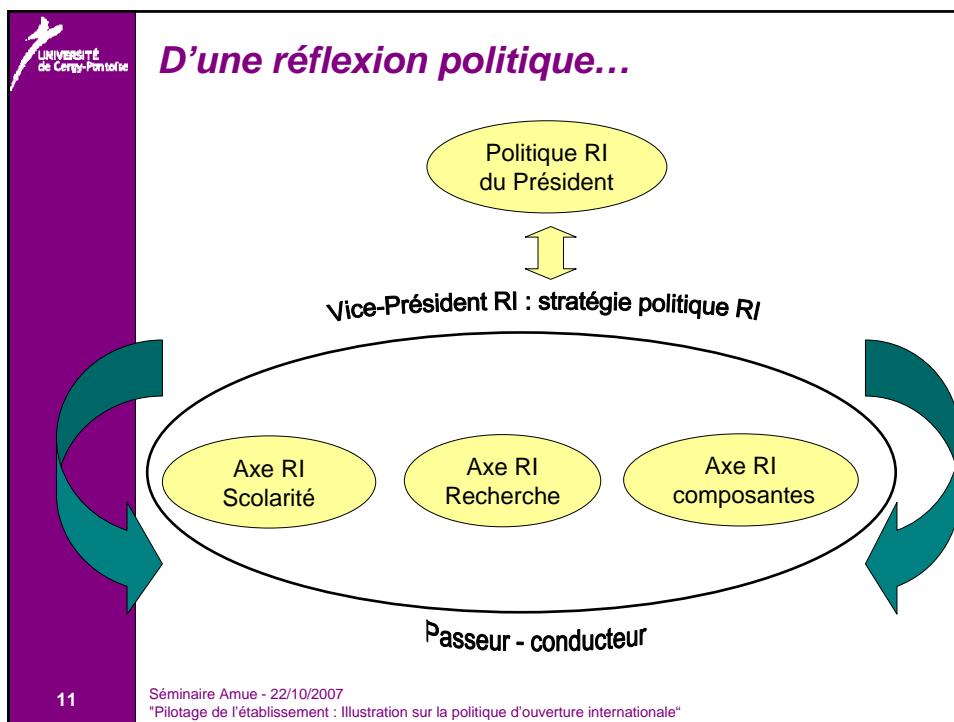 UNIVERSITÉ
de Cergy-Pontoise
D’une réflexion politique…
Politique RI
du Président
Vice-Président RI : stratégie politique RI
Axe RI
Scolarité
Axe RI
Recherche
Axe RI
composantes
Passeur - conducteur
11
Séminaire Amue - 22/10/2007
"Pilotage de l’établissement : Illustration sur la politique d’ouverture internationale“